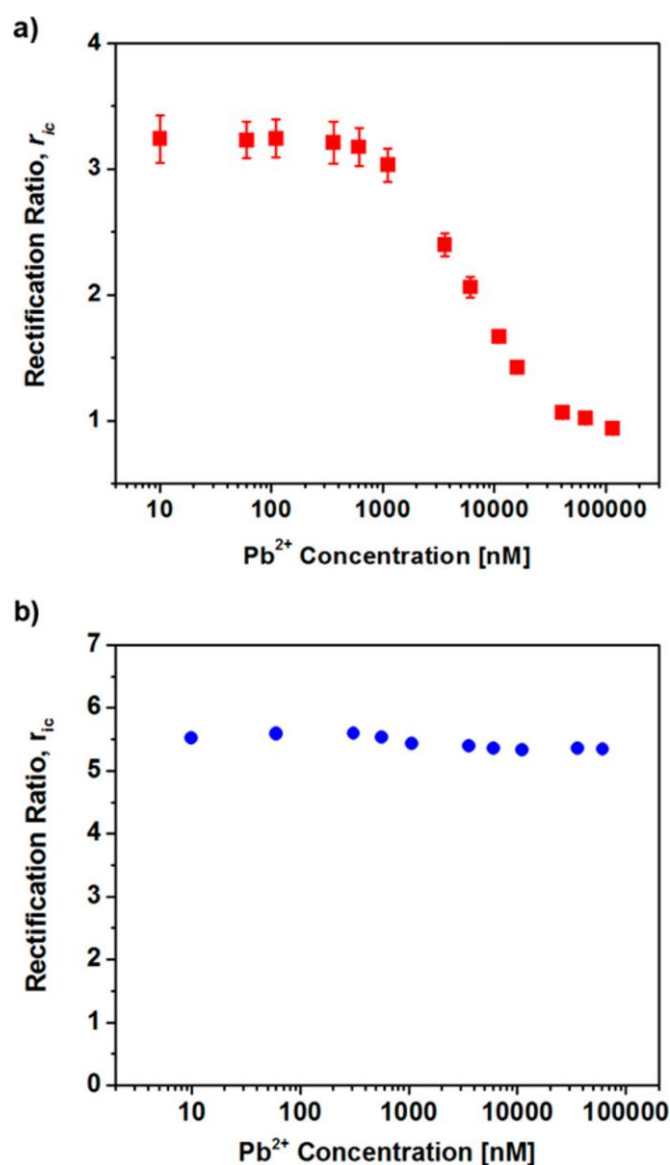 a)
4
3
2
1
Rectification Ratio, r_ic
10 100 1000 10000 100000
Pb²⁺ Concentration [nM]
b)
7
6
5
4
3
2
1
0
Rectification Ratio, r_ic
10 100 1000 10000 100000
Pb²⁺ Concentration [nM]